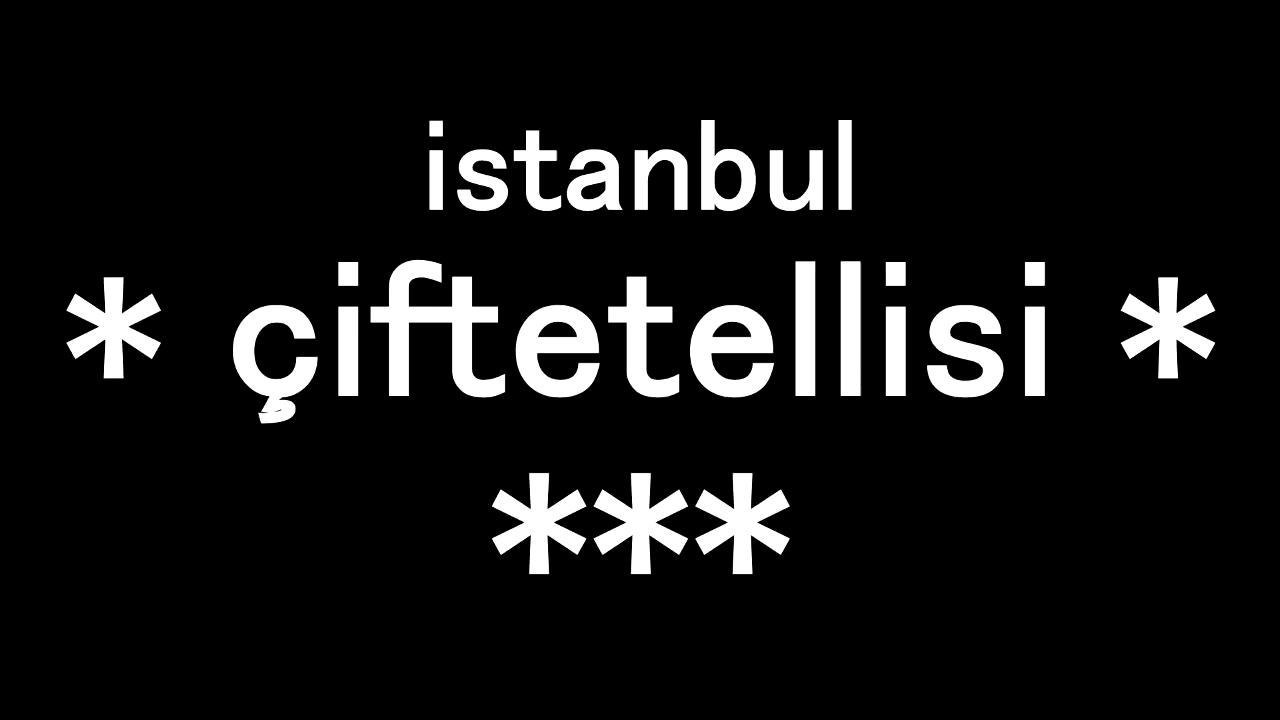 istanbul
* çiftetellisi *
***